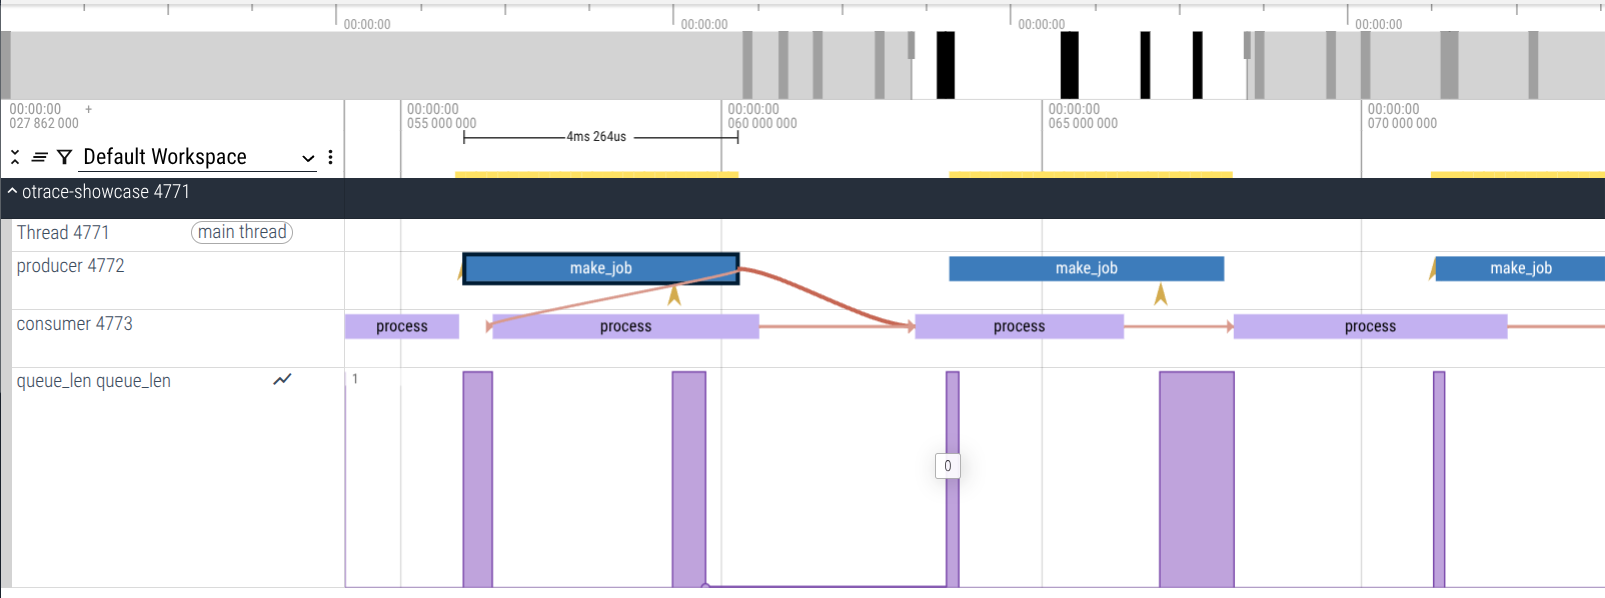 00:00:00 00:00:00 00:00:00 00:00:00
00:00:00 + 00:00:00 00:00:00 00:00:00 00:00:00
027 862 000 055 000 000 060 000 000 065 000 000 070 000 000
4ms 264us
Default Workspace
otrace-showcase 4771
Thread 4771 main thread
producer 4772 make_job make_job make_job
consumer 4773 process process process process
queue_len queue_len 1
0